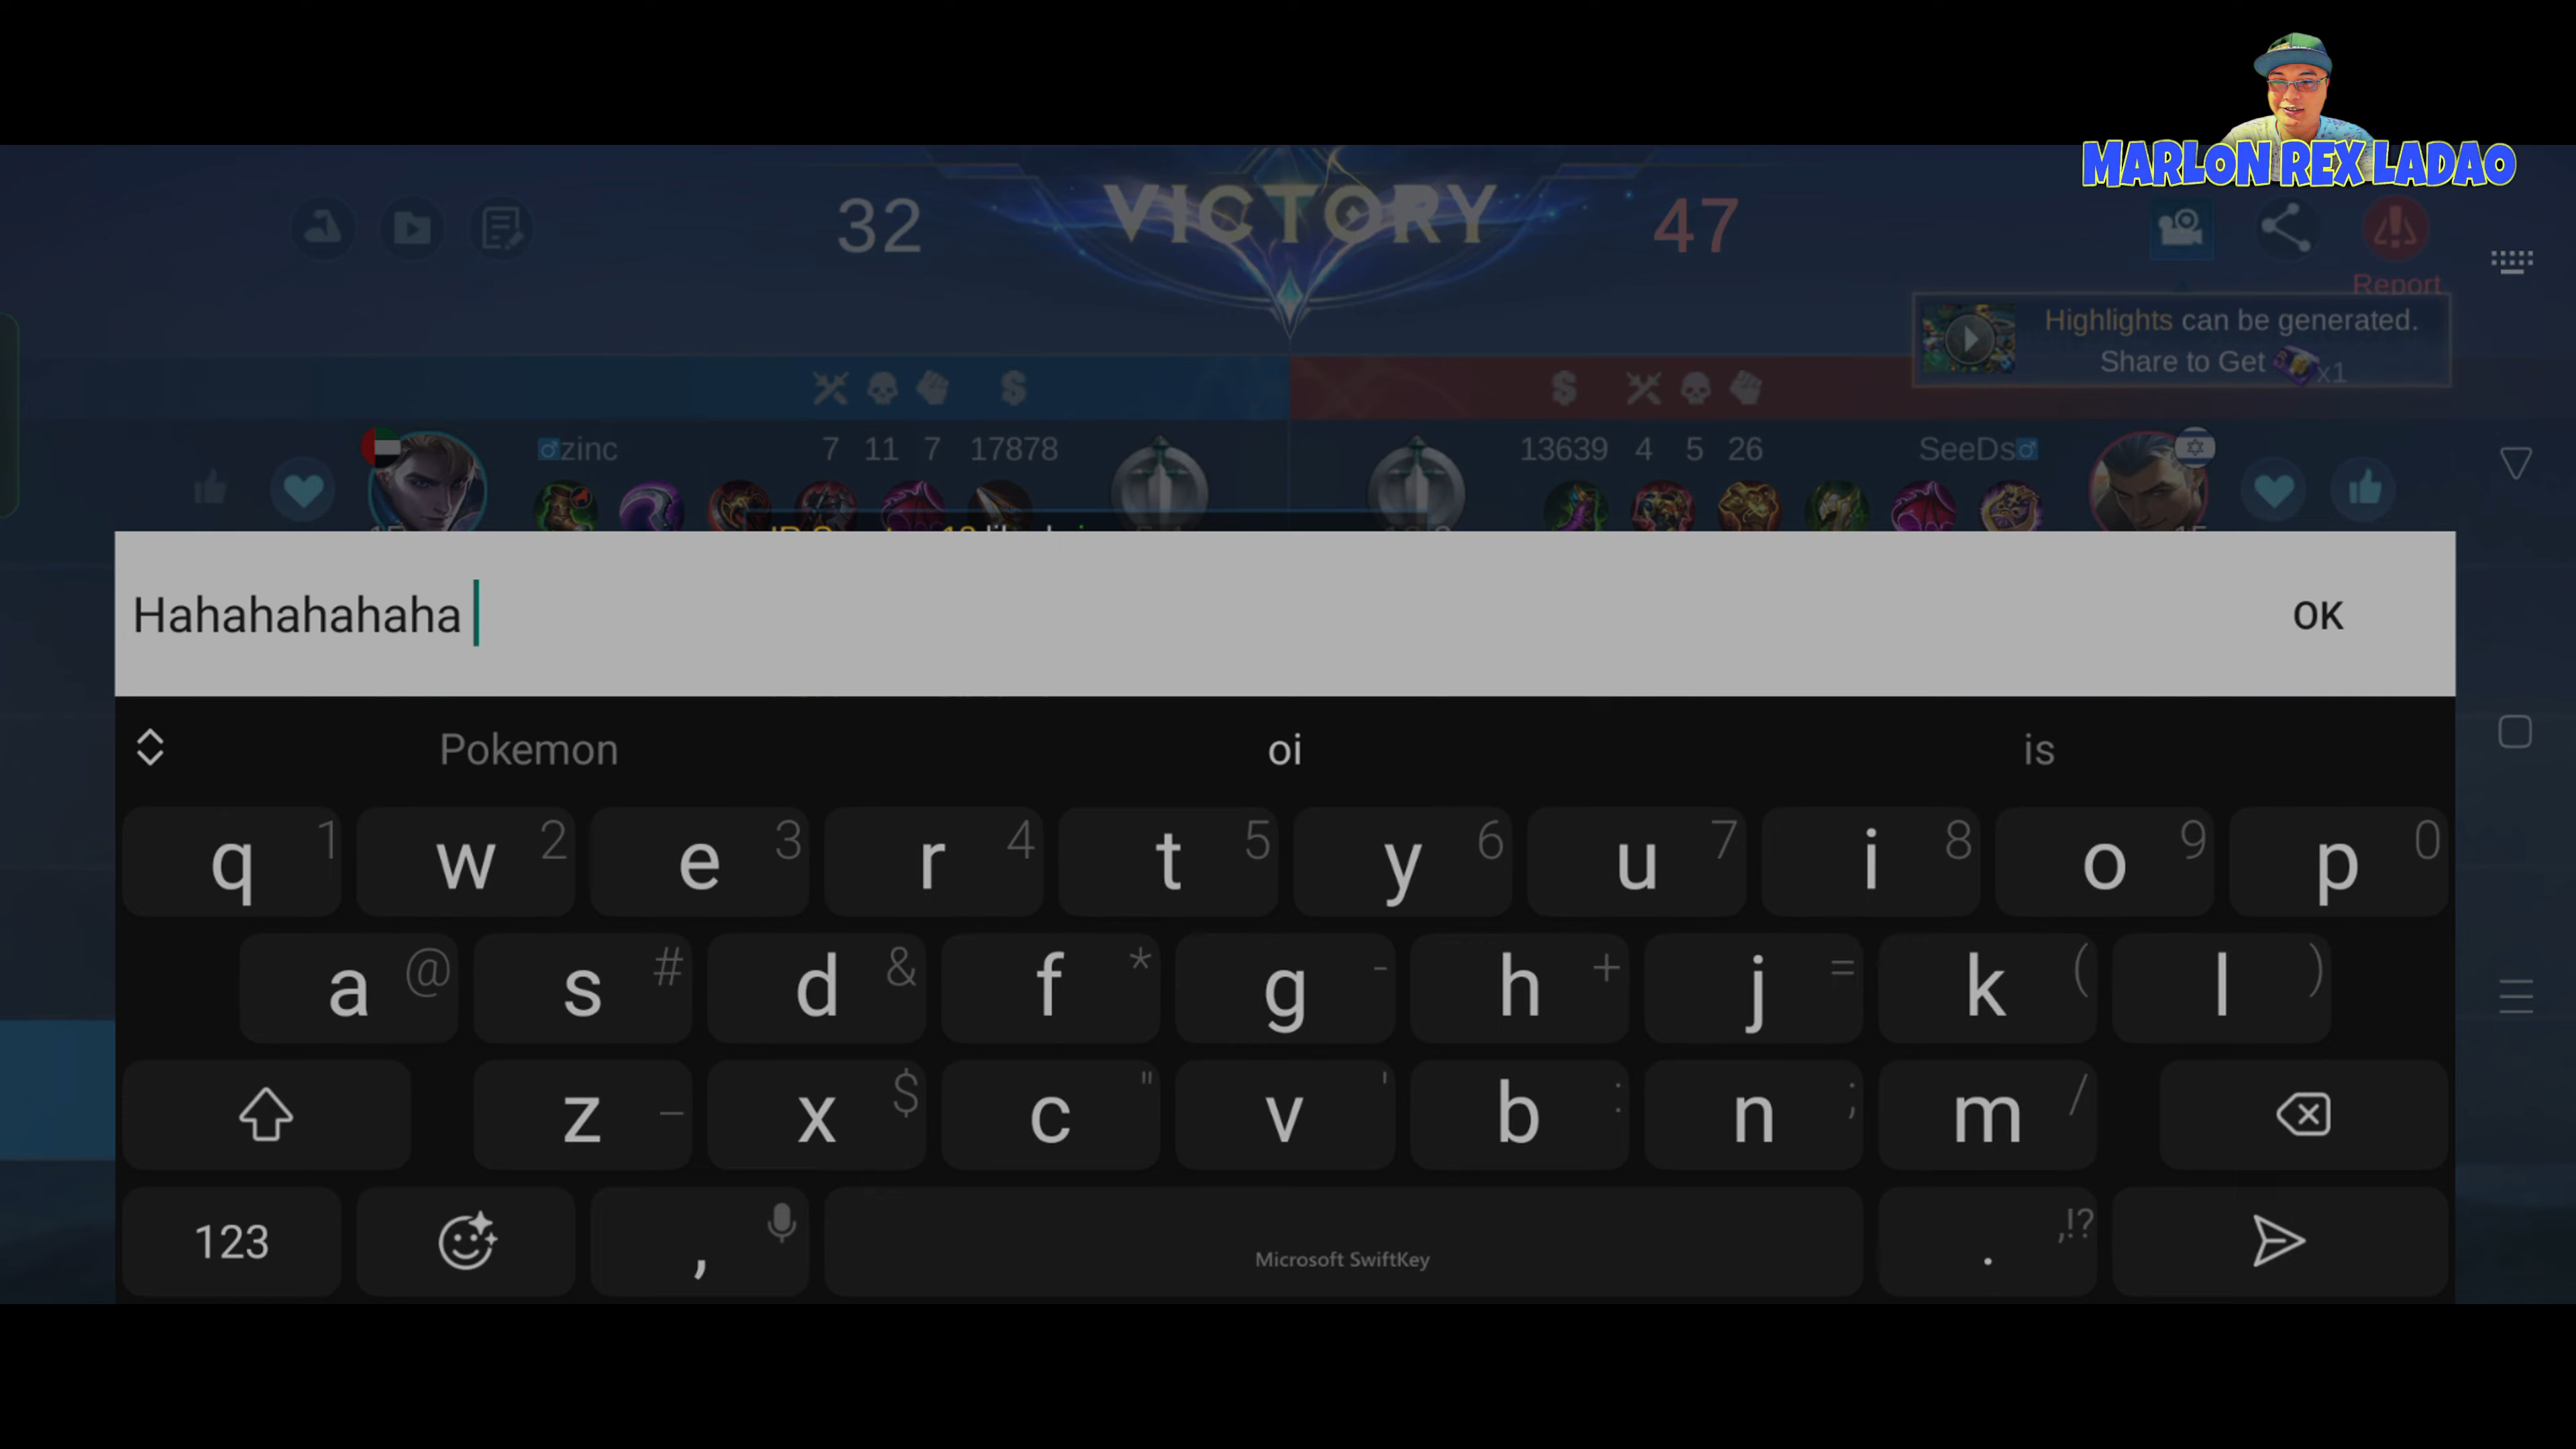 MARLON REX LADAO
32 VICTORY 47
Report
Highlights can be generated.
Share to Get x1
zinc 7 11 7 17878 13639 4 5 26 SeeDs
Hahahahahaha OK
Pokemon oi is
q 1 w 2 e 3 r 4 t 5 y 6 u 7 i 8 o 9 p 0
a @ s # d & f * g - h + j = k ( l )
z _ x $ c " v ' b : n ; m /
123 , Microsoft SwiftKey . ,!?